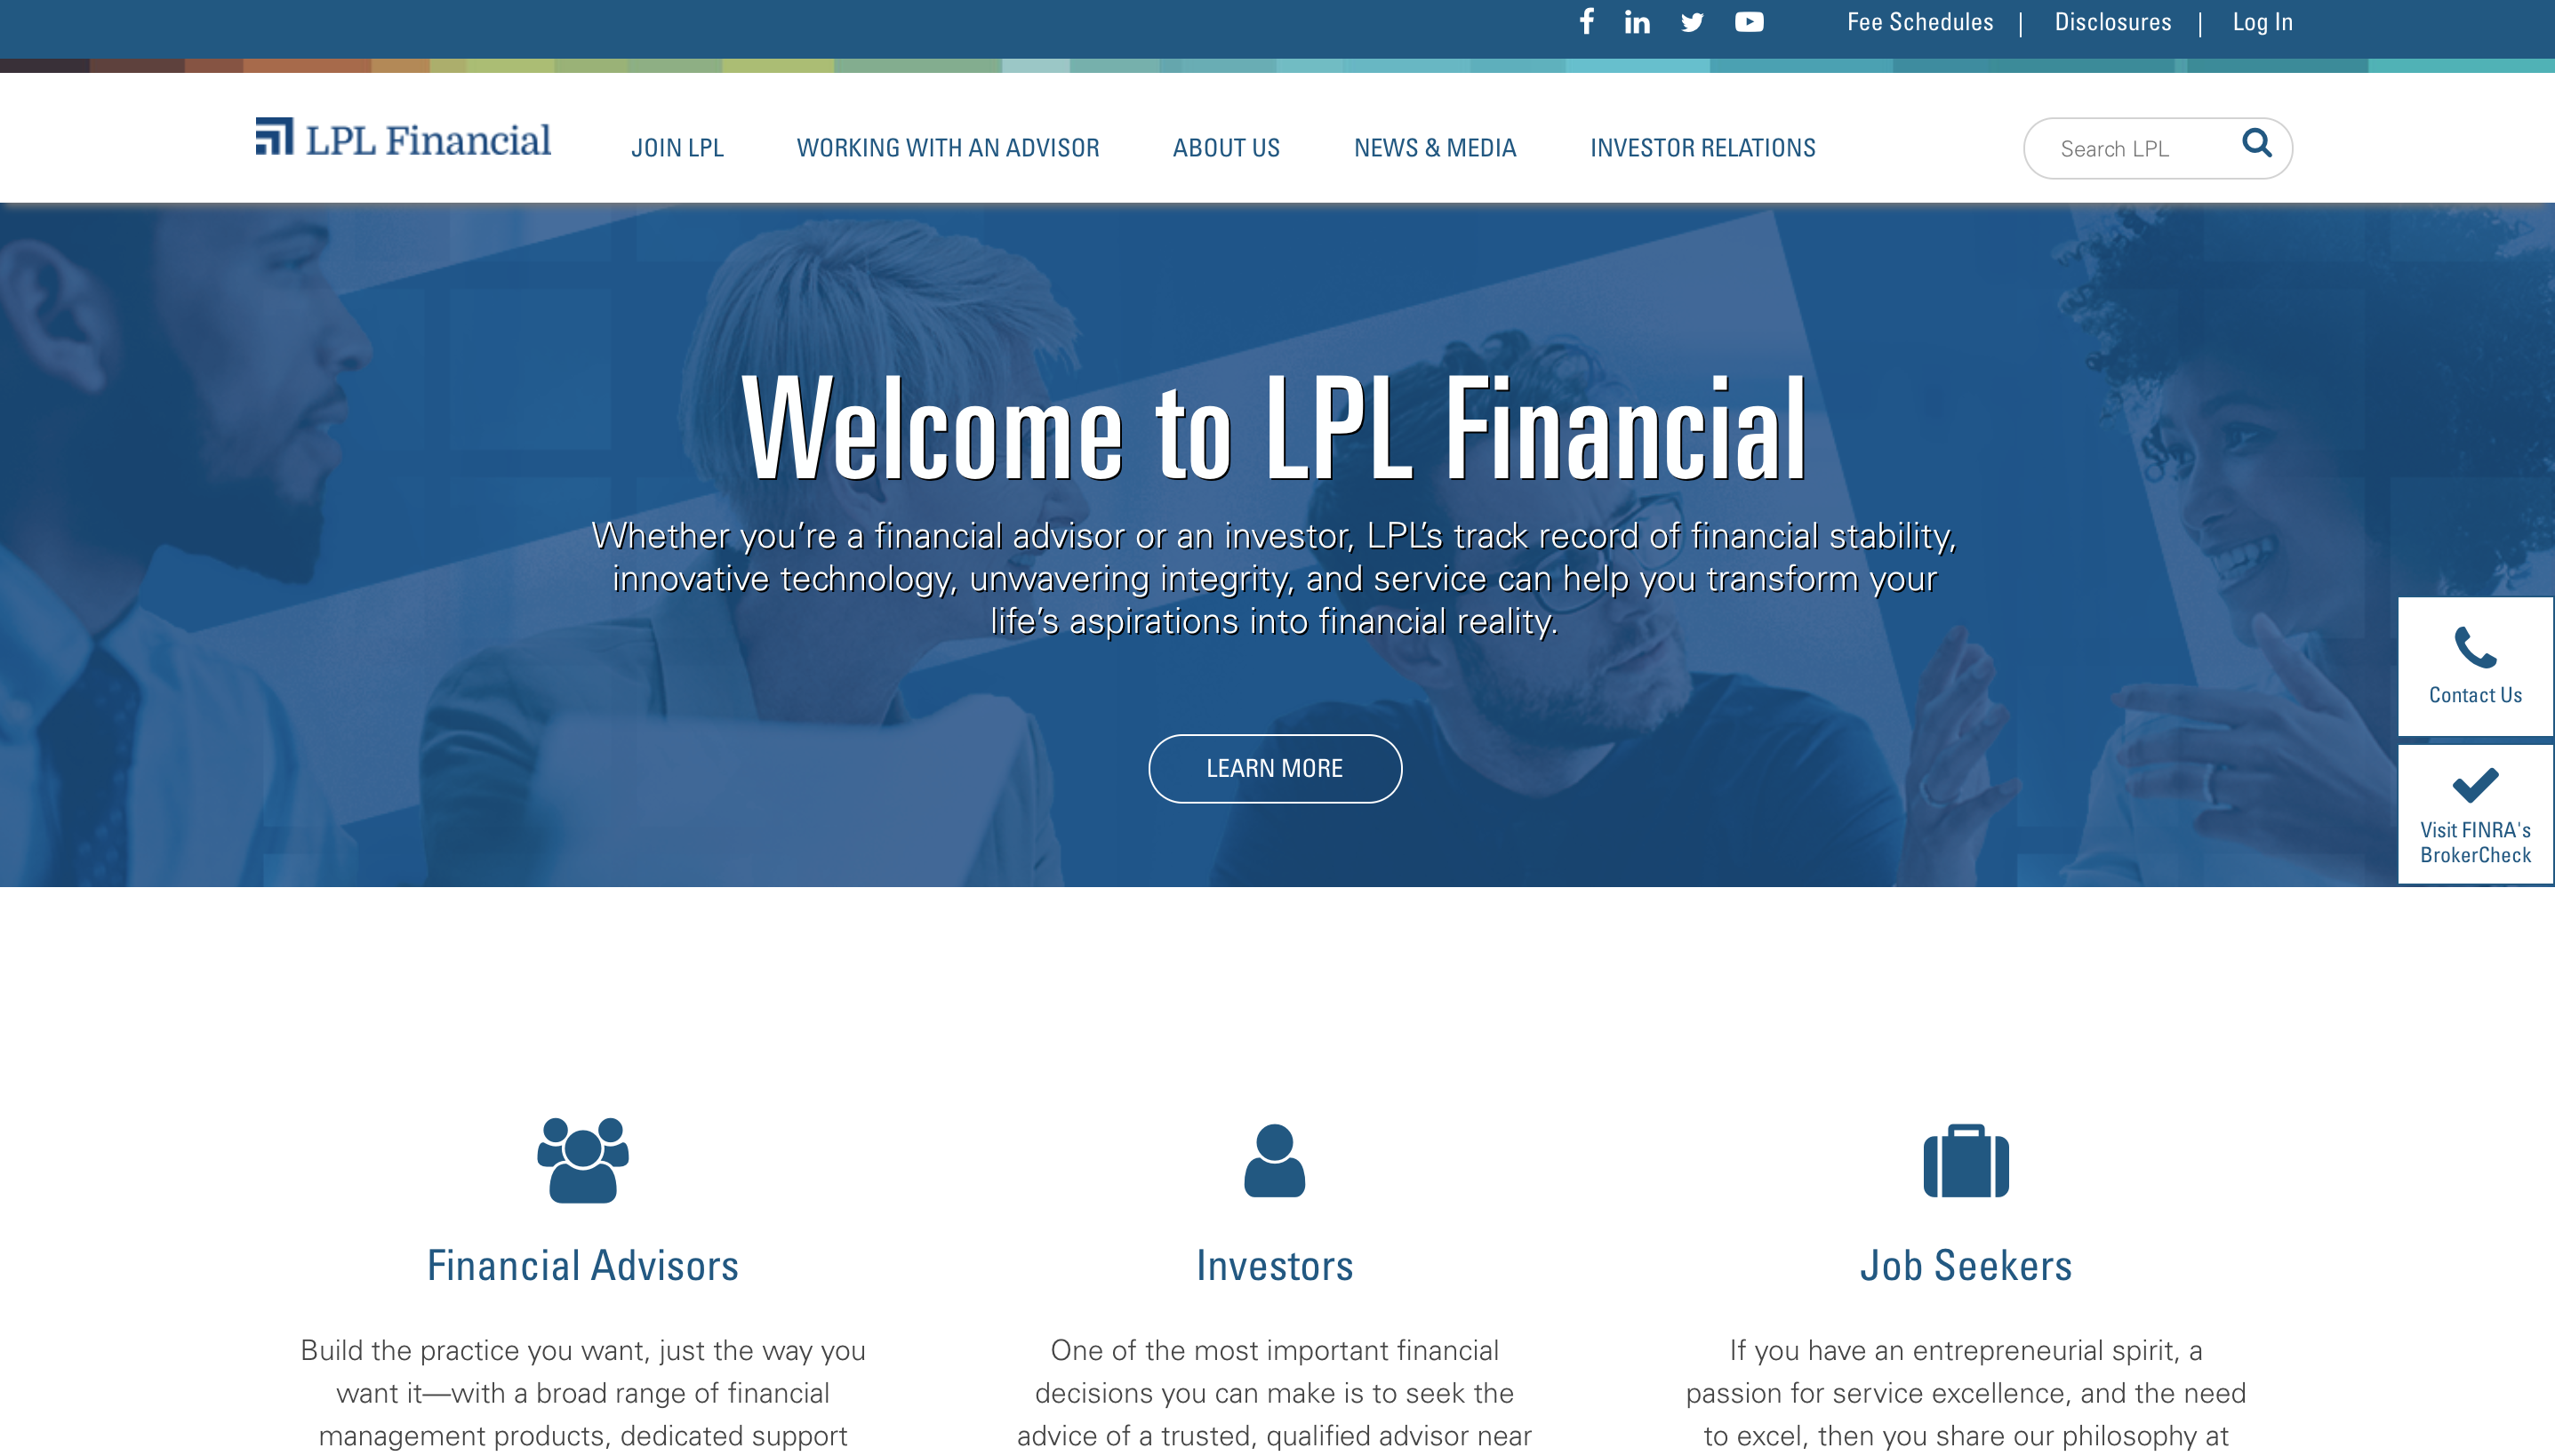 Fee Schedules | Disclosures | Log In
LPL Financial
JOIN LPL
WORKING WITH AN ADVISOR
ABOUT US
NEWS & MEDIA
INVESTOR RELATIONS
Search LPL
Welcome to LPL Financial
Whether you’re a financial advisor or an investor, LPL’s track record of financial stability,
innovative technology, unwavering integrity, and service can help you transform your
life’s aspirations into financial reality.
LEARN MORE
Contact Us
Visit FINRA's
BrokerCheck
Financial Advisors
Build the practice you want, just the way you
want it—with a broad range of financial
management products, dedicated support
Investors
One of the most important financial
decisions you can make is to seek the
advice of a trusted, qualified advisor near
Job Seekers
If you have an entrepreneurial spirit, a
passion for service excellence, and the need
to excel, then you share our philosophy at